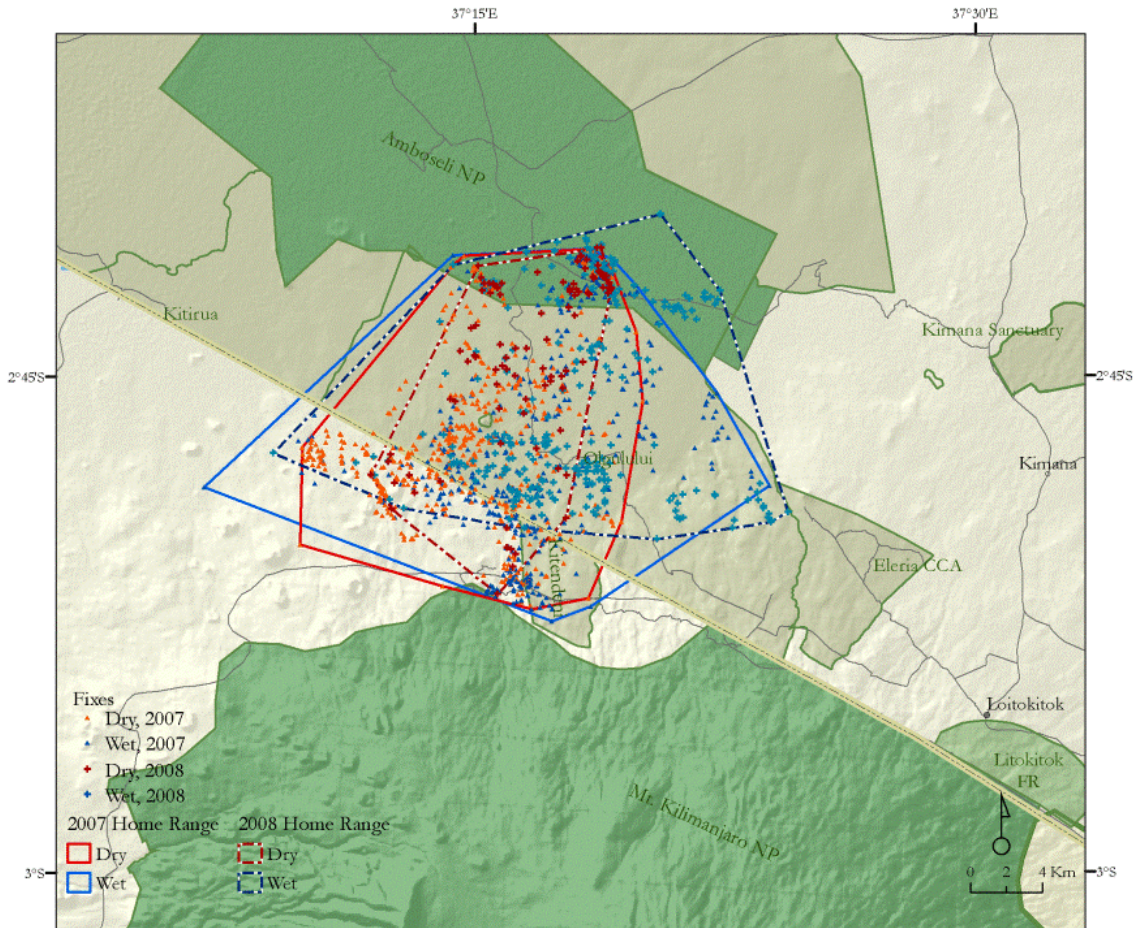 37°15'E
37°30'E
Amboseli NP
Kitirua
Kimana Sanctuary
2°45'S
2°45'S
Kimana
Kitenduni
Eleria CCA
Fixes
Dry, 2007
Wet, 2007
Dry, 2008
Wet, 2008
Loitokitok
Litokitok
FR
Mt. Kilimanjaro NP
2007 Home Range
2008 Home Range
Dry
Dry
Wet
Wet
0 2 4 Km
3°S
3°S